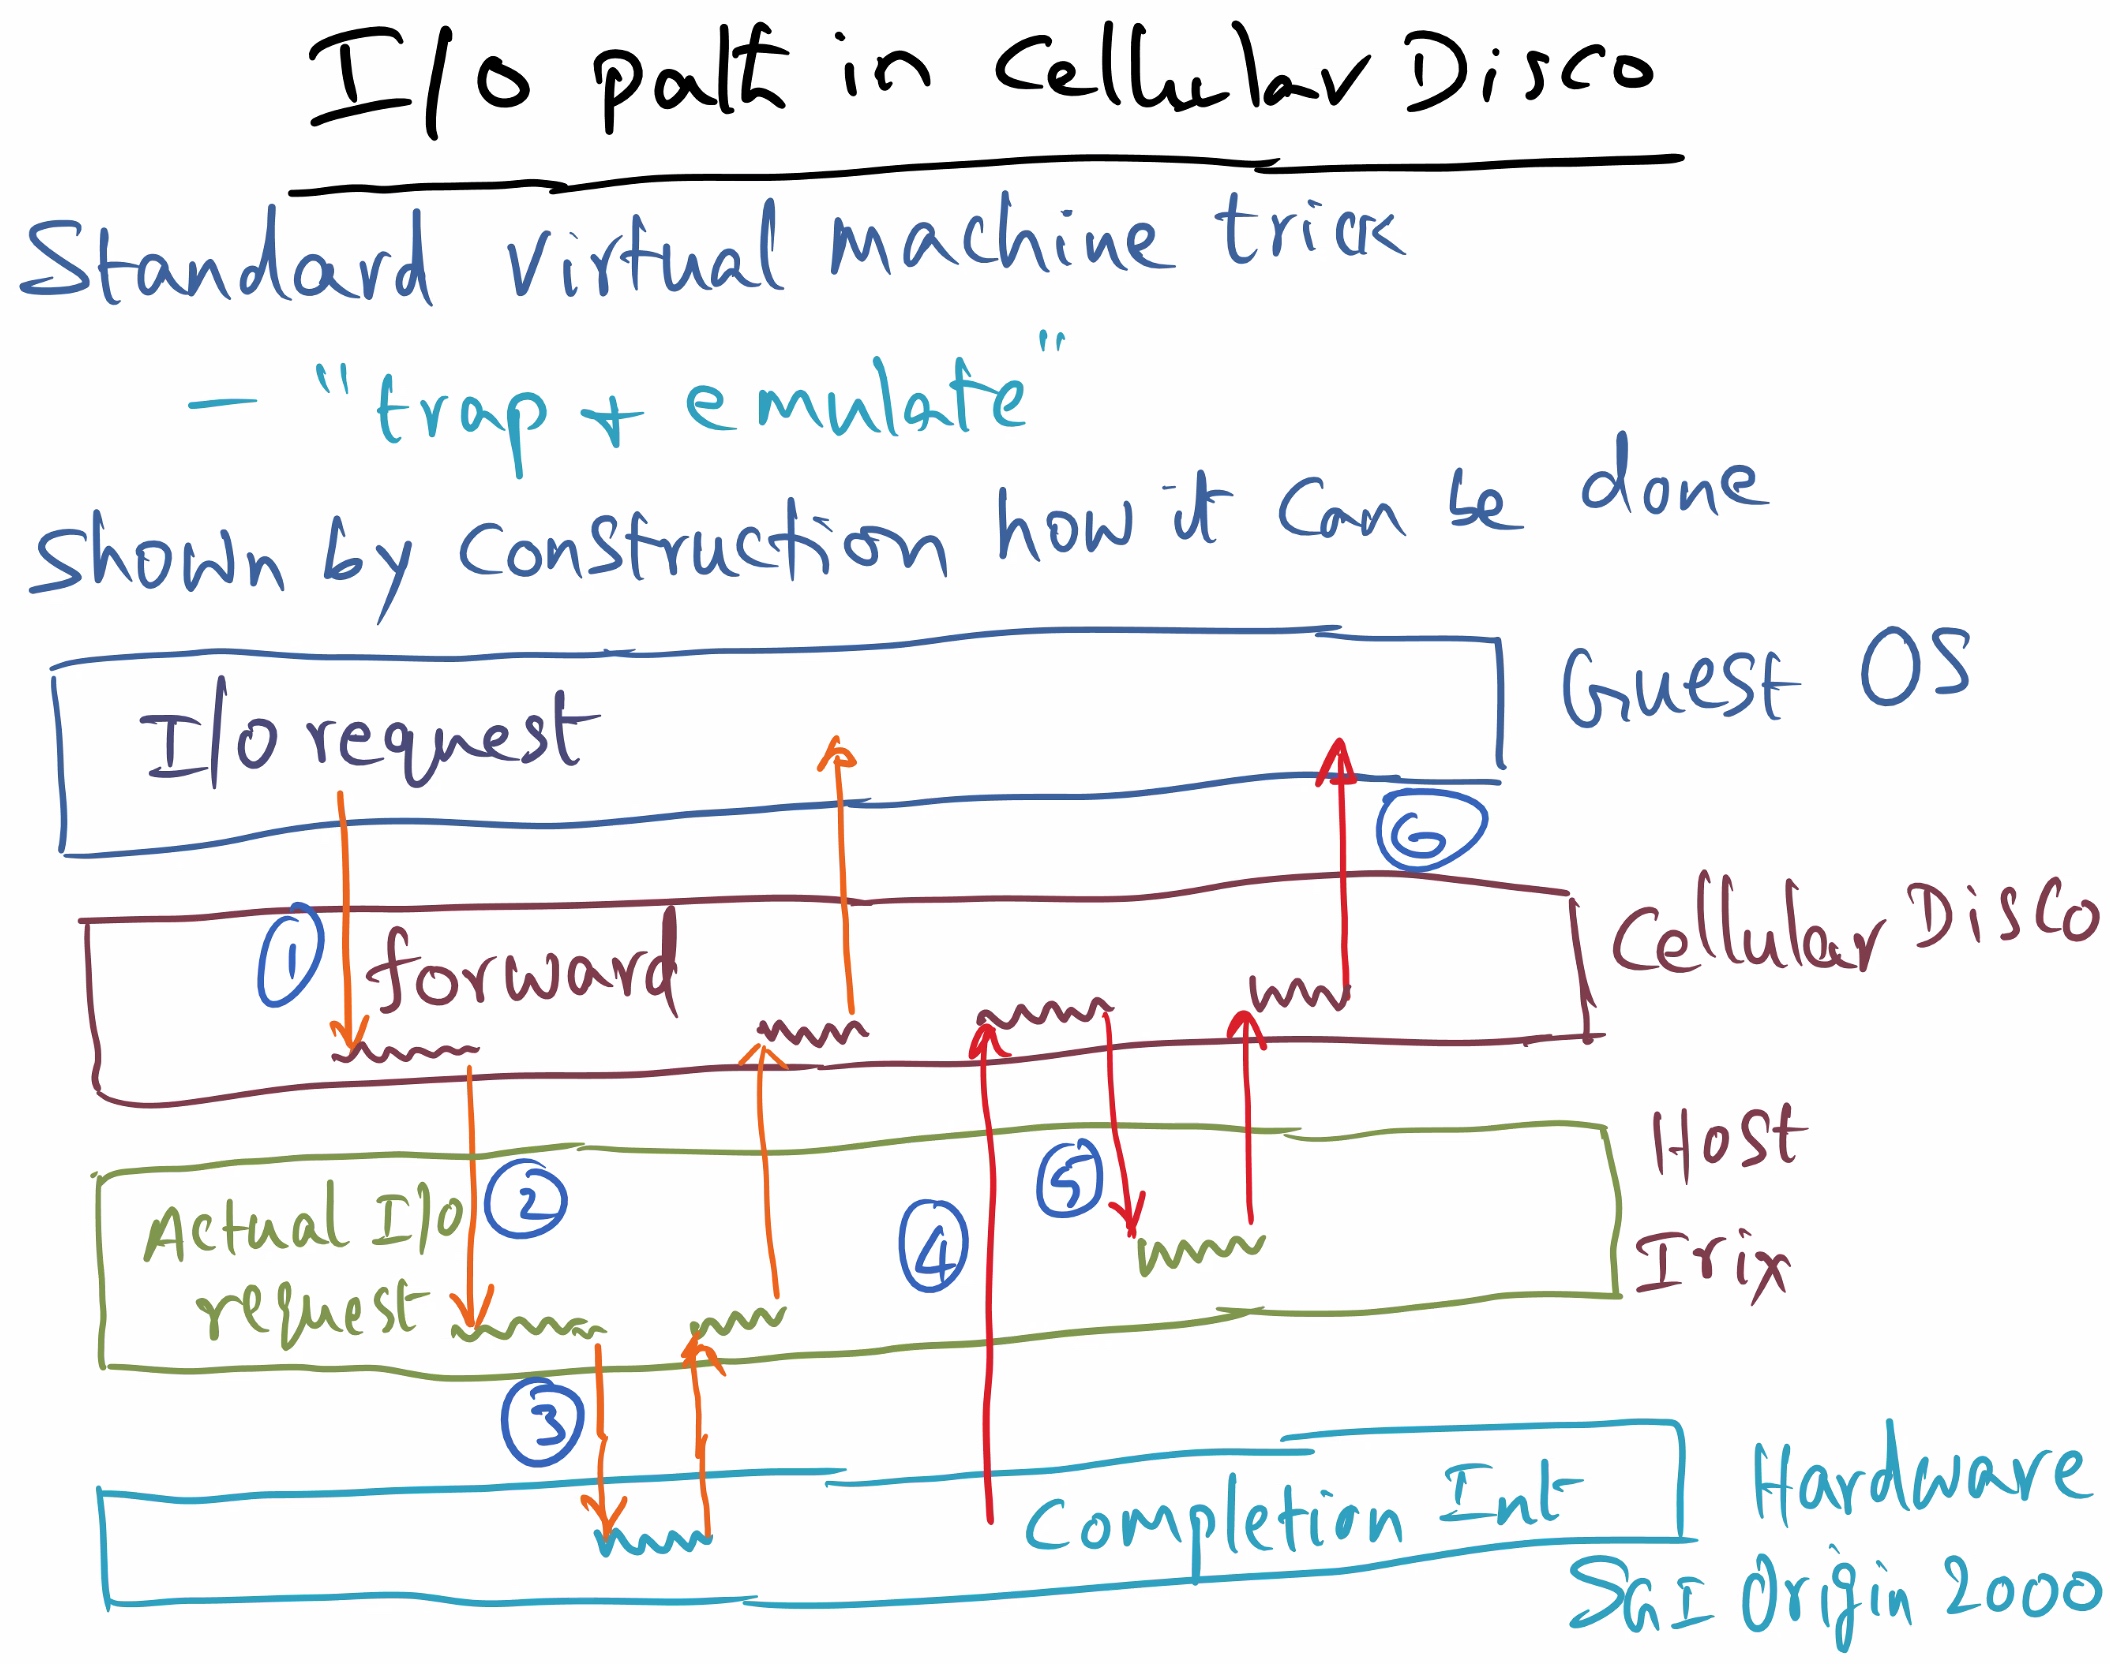 I/O path in Cellular Disco
Standard virtual machine trick
— "trap + emulate"
Shown by construction how it can be done
Guest OS
I/O request
6
Cellular Disco
1
forward
Host
Irix
2
5
Actual I/O
request
4
3
Hardware
Completion Int
SGI Origin 2000